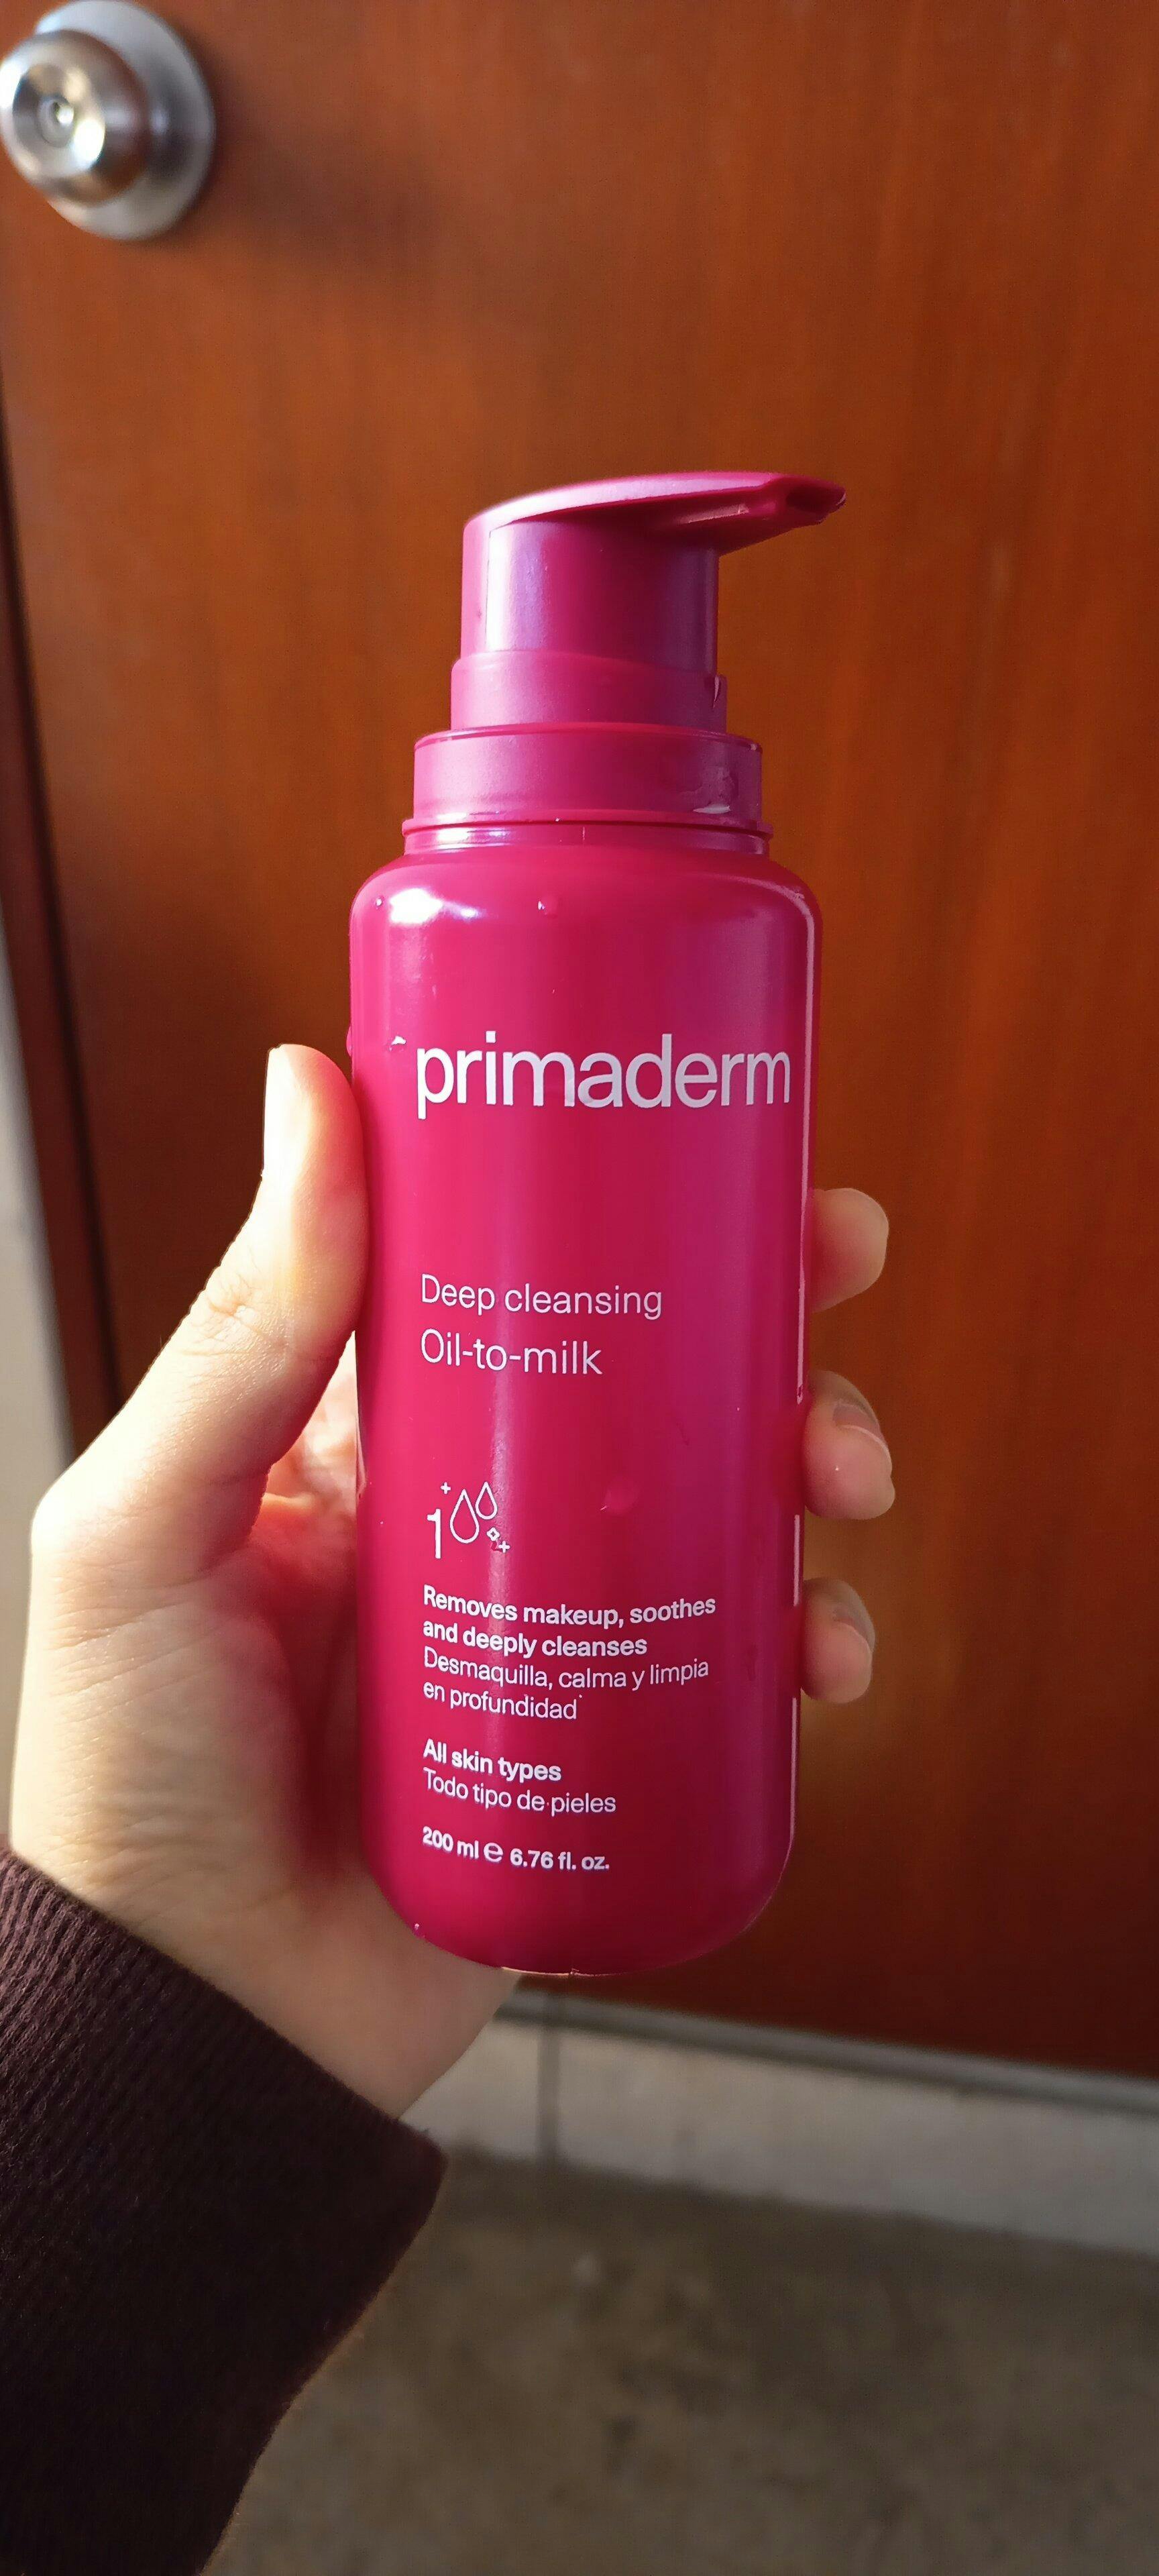 primaderm
Deep cleansing
Oil-to-milk
1
Removes makeup, soothes
and deeply cleanses
Desmaquilla, calma y limpia
en profundidad
All skin types
Todo tipo de pieles
200 ml ℮ 6.76 fl. oz.